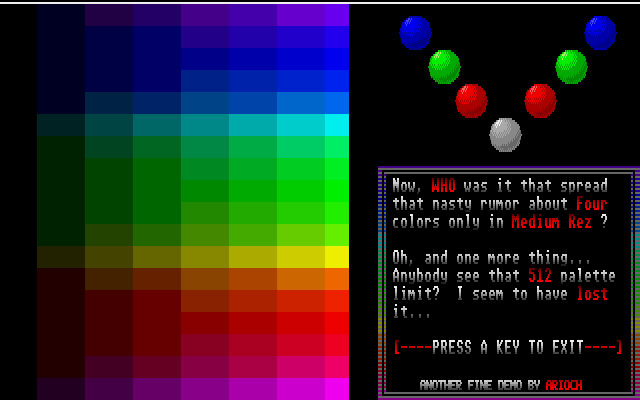 Now, WHO was it that spread
that nasty rumor about Four
colors only in Medium Rez ?
Oh, and one more thing...
Anybody see that 512 palette
limit? I seem to have lost
it...
[----PRESS A KEY TO EXIT----]
ANOTHER FINE DEMO BY ARIOCH